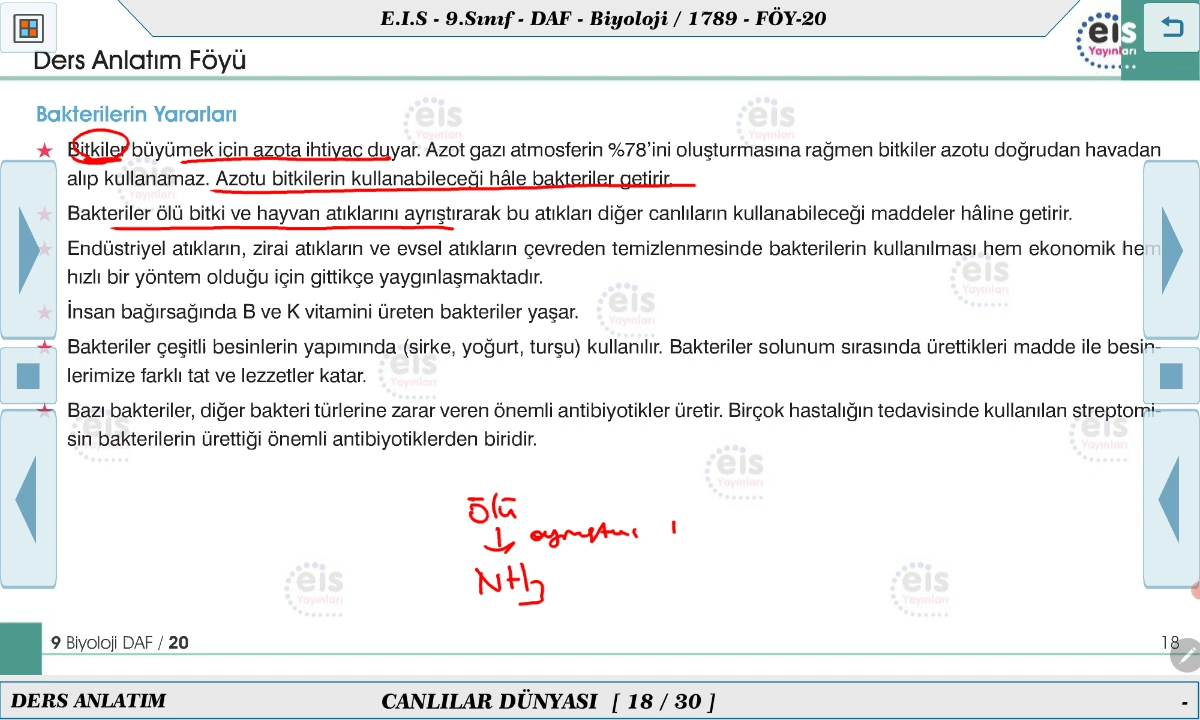 E.I.S - 9.Sınıf - DAF - Biyoloji / 1789 - FÖY-20
eis
Yayınları
Ders Anlatım Föyü
Bakterilerin Yararları
★ Bitkiler büyümek için azota ihtiyaç duyar. Azot gazı atmosferin %78'ini oluşturmasına rağmen bitkiler azotu doğrudan havadan
alıp kullanamaz. Azotu bitkilerin kullanabileceği hâle bakteriler getirir.
★ Bakteriler ölü bitki ve hayvan atıklarını ayrıştırarak bu atıkları diğer canlıların kullanabileceği maddeler hâline getirir.
★ Endüstriyel atıkların, zirai atıkların ve evsel atıkların çevreden temizlenmesinde bakterilerin kullanılması hem ekonomik hem
hızlı bir yöntem olduğu için gittikçe yaygınlaşmaktadır.
★ İnsan bağırsağında B ve K vitamini üreten bakteriler yaşar.
★ Bakteriler çeşitli besinlerin yapımında (sirke, yoğurt, turşu) kullanılır. Bakteriler solunum sırasında ürettikleri madde ile besin-
lerimize farklı tat ve lezzetler katar.
★ Bazı bakteriler, diğer bakteri türlerine zarar veren önemli antibiyotikler üretir. Birçok hastalığın tedavisinde kullanılan streptomi-
sin bakterilerin ürettiği önemli antibiyotiklerden biridir.
ölü
↓
NH3
9 Biyoloji DAF / 20
18
DERS ANLATIM
CANLILAR DÜNYASI [ 18 / 30 ]
-